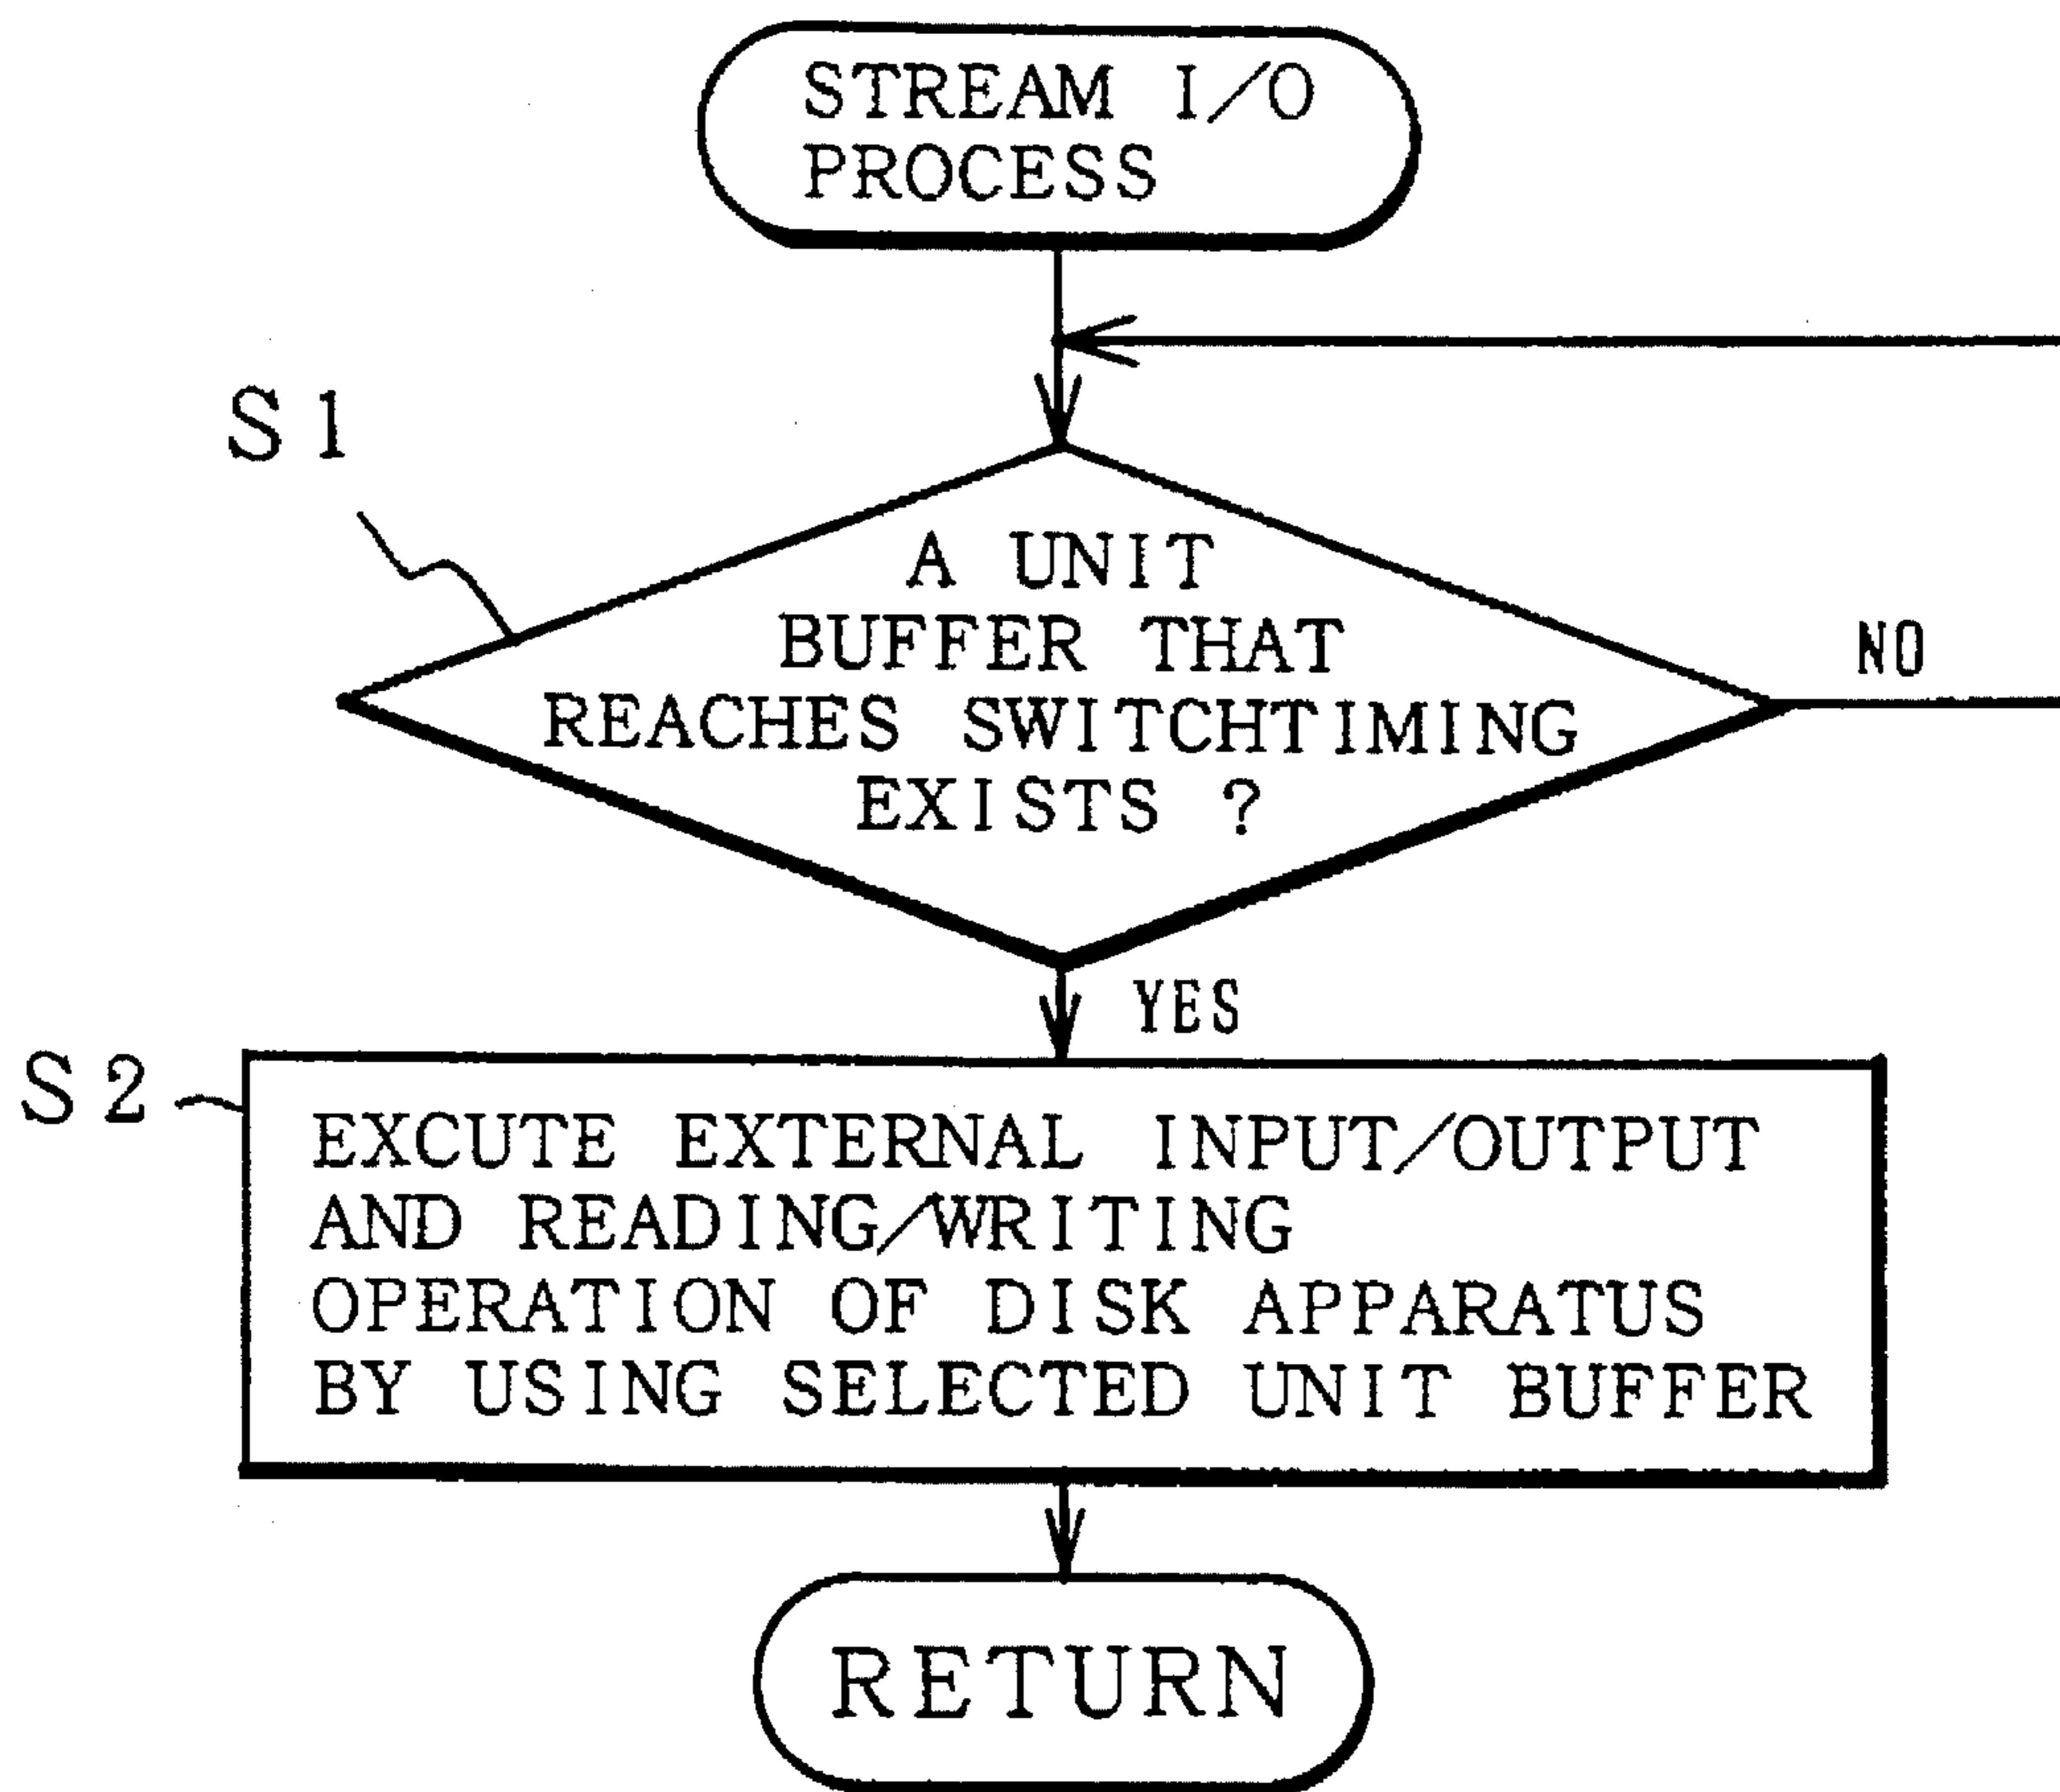 STREAM I/O
PROCESS
S1
A UNIT
BUFFER THAT
REACHES SWITCHTIMING
EXISTS ?
NO
YES
S2
EXCUTE EXTERNAL INPUT/OUTPUT
AND READING/WRITING
OPERATION OF DISK APPARATUS
BY USING SELECTED UNIT BUFFER
RETURN